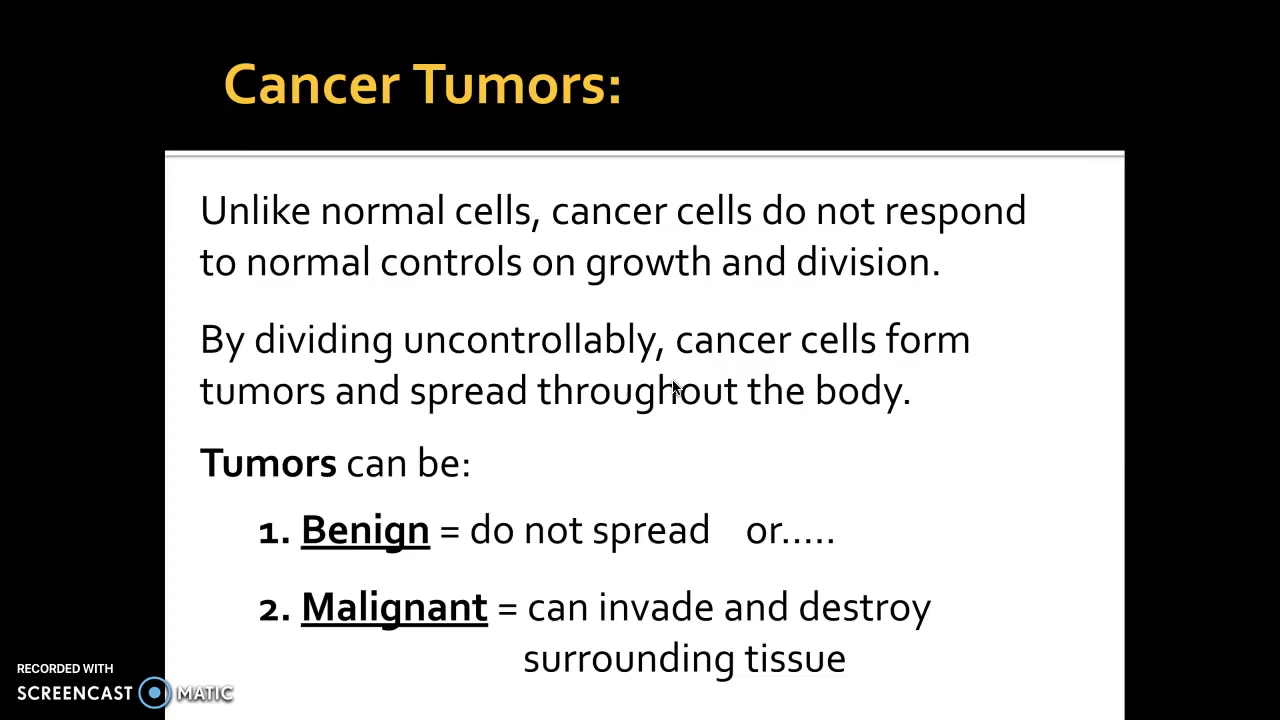 Cancer Tumors:
Unlike normal cells, cancer cells do not respond
to normal controls on growth and division.
By dividing uncontrollably, cancer cells form
tumors and spread throughout the body.
Tumors can be:
1. Benign = do not spread or.....
2. Malignant = can invade and destroy
surrounding tissue
RECORDED WITH
SCREENCAST MATIC